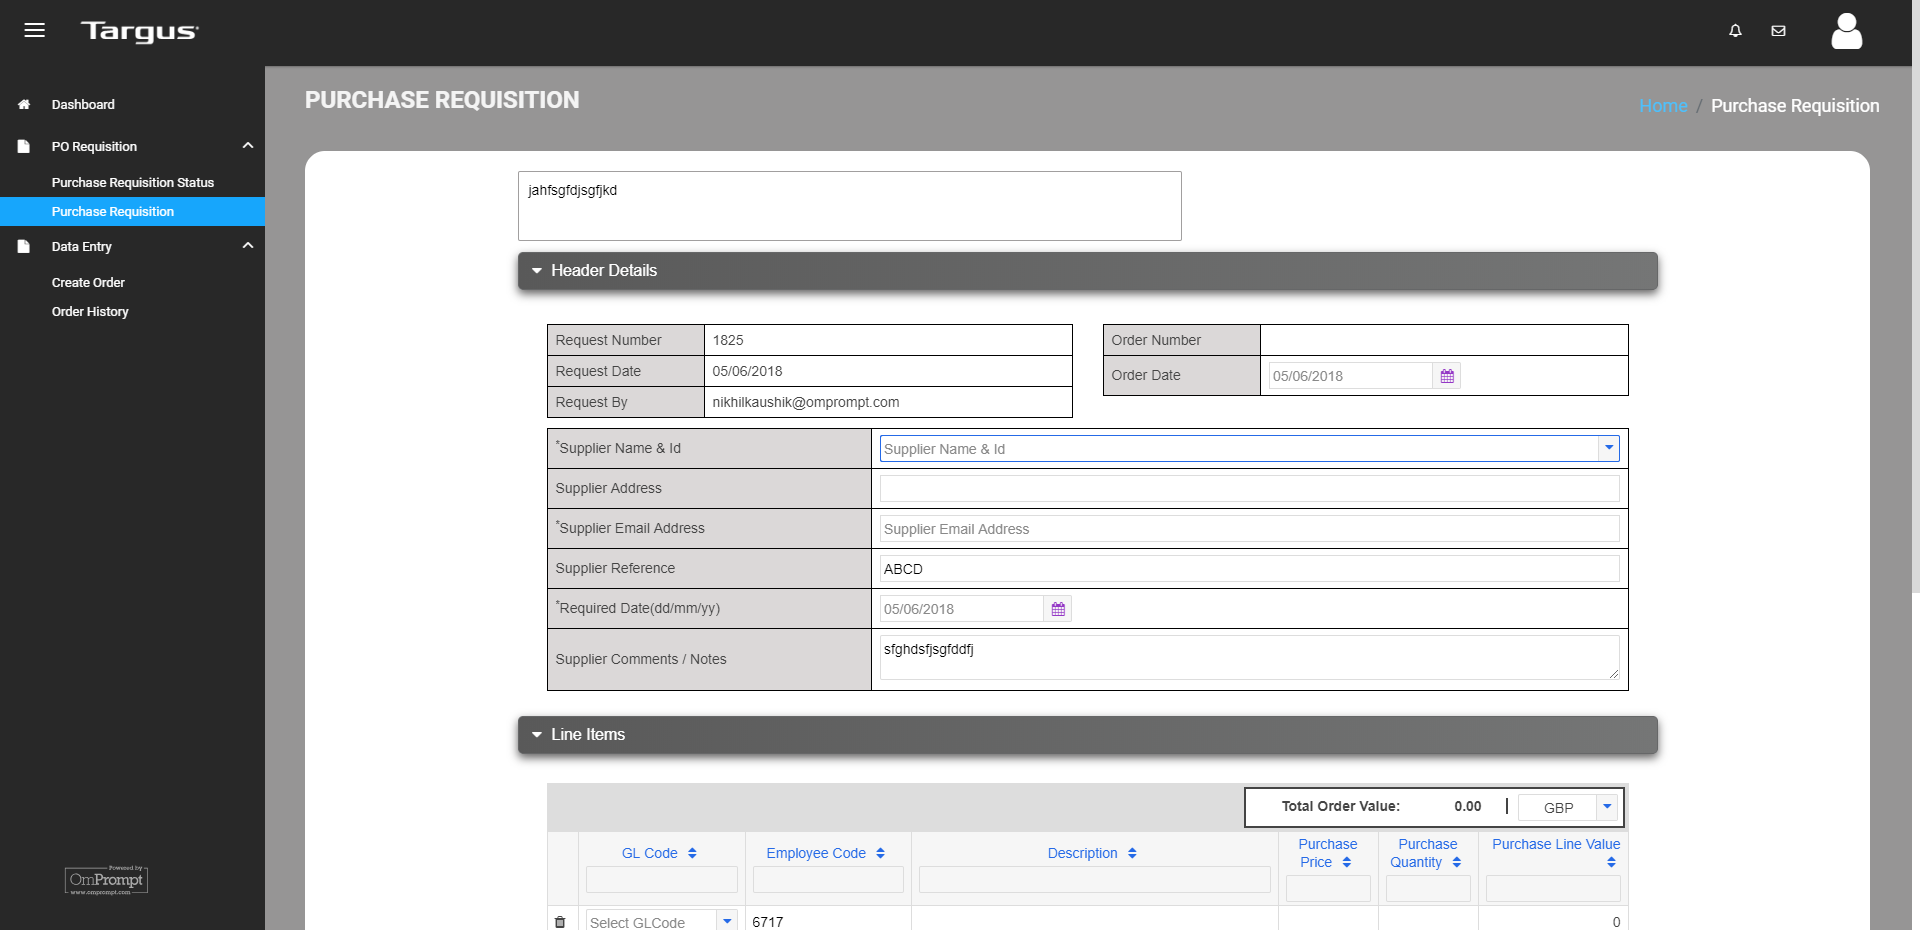 Targus
Dashboard
PO Requisition
Purchase Requisition Status
Purchase Requisition
Data Entry
Create Order
Order History
Powered by
OmPrompt
www.omprompt.com
PURCHASE REQUISITION
Home / Purchase Requisition
jahfsgfdjsgfjkd
Header Details
Request Number 1825
Request Date 05/06/2018
Request By nikhilkaushik@omprompt.com
Order Number
Order Date 05/06/2018
*Supplier Name & Id Supplier Name & Id
Supplier Address
*Supplier Email Address Supplier Email Address
Supplier Reference ABCD
*Required Date(dd/mm/yy) 05/06/2018
Supplier Comments / Notes sfghdsfjsgfddfj
Line Items
Total Order Value: 0.00 | GBP
GL Code Employee Code Description Purchase Price Purchase Quantity Purchase Line Value
Select GLCode 6717 0